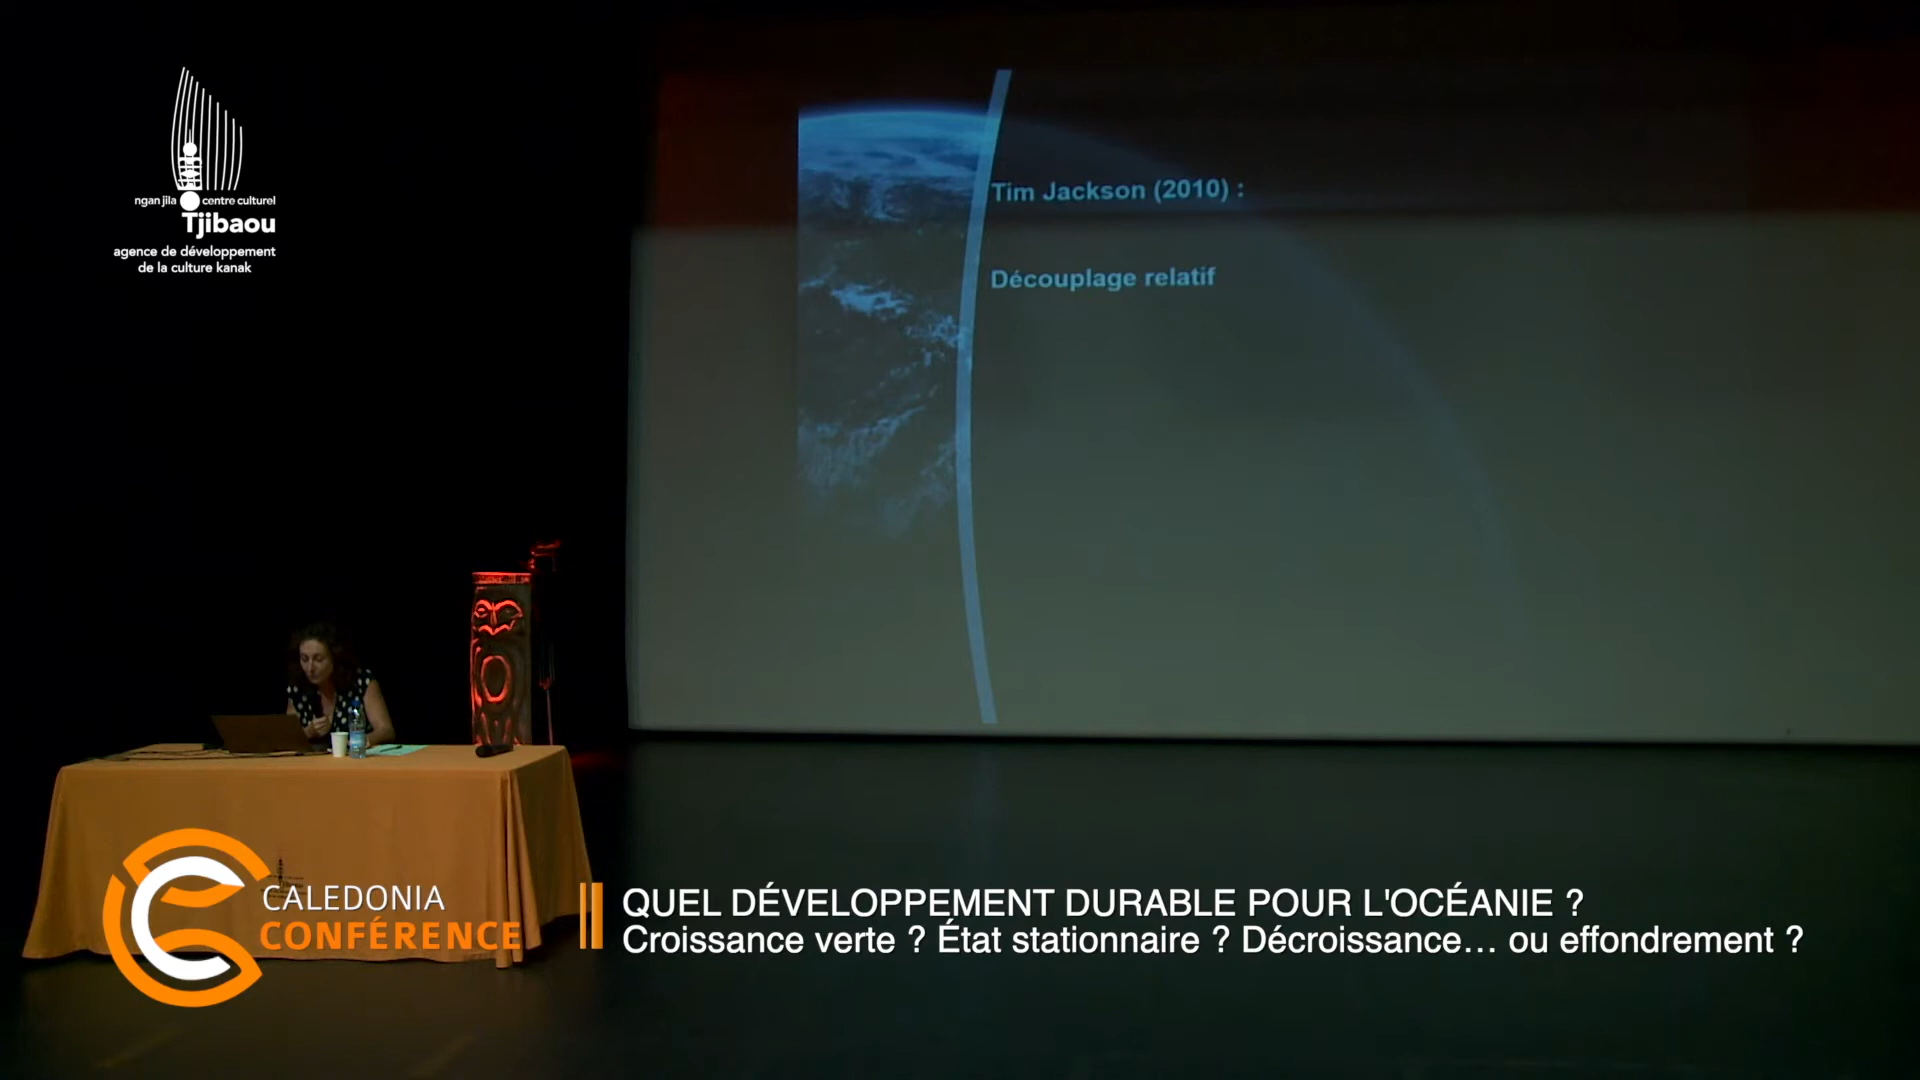 ngan jila centre culturel
Tjibaou
agence de développement
de la culture kanak
Tim Jackson (2010) :
Découplage relatif
CALEDONIA
CONFÉRENCE
QUEL DÉVELOPPEMENT DURABLE POUR L'OCÉANIE ?
Croissance verte ? État stationnaire ? Décroissance... ou effondrement ?